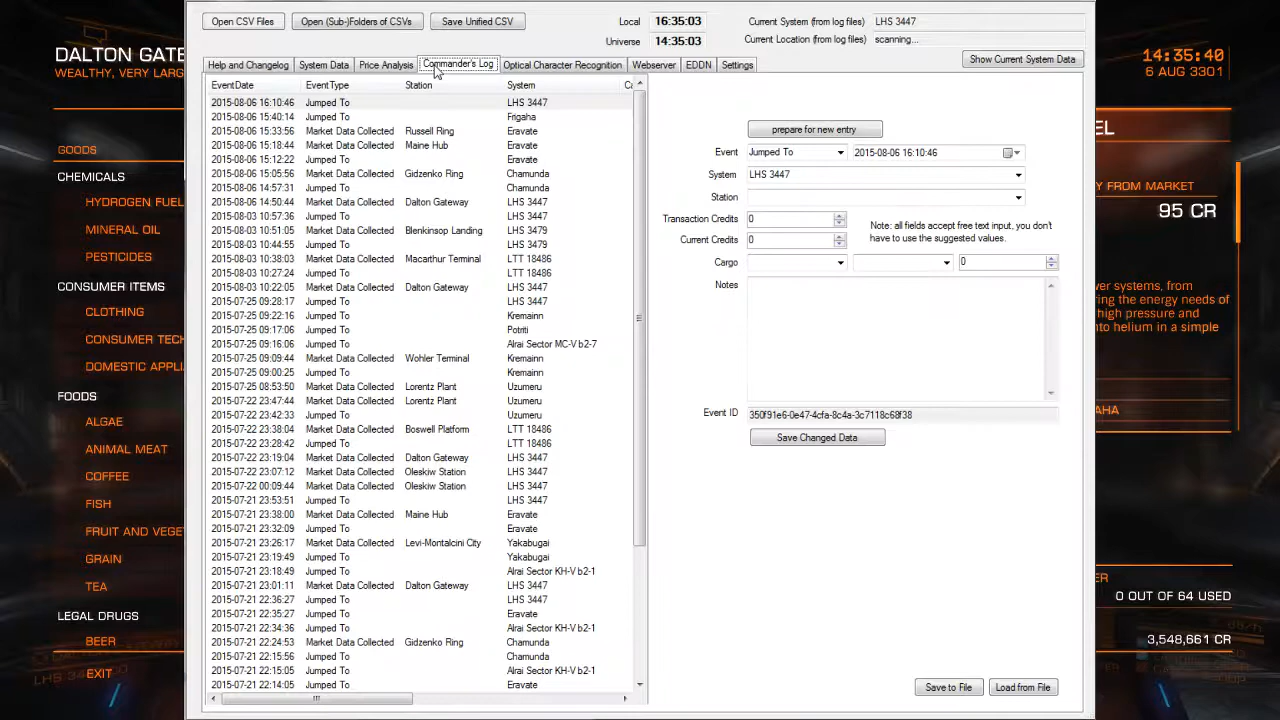 Open CSV Files Open (Sub-)Folders of CSVs Save Unified CSV Local 16:35:03 Current System (from log files) LHS 3447
Universe 14:35:03 Current Location (from log files) scanning...
Help and Changelog System Data Price Analysis Commander's Log Optical Character Recognition Webserver EDDN Settings Show Current System Data
DALTON GATE
WEALTHY, VERY LARG
14:35:40
6 AUG 3301
GOODS
CHEMICALS
HYDROGEN FUEL
MINERAL OIL
PESTICIDES
CONSUMER ITEMS
CLOTHING
CONSUMER TECH
DOMESTIC APPLI
FOODS
ALGAE
ANIMAL MEAT
COFFEE
FISH
FRUIT AND VEGET
GRAIN
TEA
LEGAL DRUGS
BEER
EXIT
EventDate EventType Station System
2015-08-06 16:10:46 Jumped To LHS 3447
2015-08-06 15:40:14 Jumped To Frigaha
2015-08-06 15:33:56 Market Data Collected Russell Ring Eravate
2015-08-06 15:18:44 Market Data Collected Maine Hub Eravate
2015-08-06 15:12:22 Jumped To Eravate
2015-08-06 15:05:56 Market Data Collected Gidzenko Ring Chamunda
2015-08-06 14:57:31 Jumped To Chamunda
2015-08-06 14:50:44 Market Data Collected Dalton Gateway LHS 3447
2015-08-03 10:57:36 Jumped To LHS 3447
2015-08-03 10:51:05 Market Data Collected Blenkinsop Landing LHS 3479
2015-08-03 10:44:55 Jumped To LHS 3479
2015-08-03 10:38:03 Market Data Collected Macarthur Terminal LTT 18486
2015-08-03 10:27:24 Jumped To LTT 18486
2015-08-03 10:22:05 Market Data Collected Dalton Gateway LHS 3447
2015-07-25 09:28:17 Jumped To LHS 3447
2015-07-25 09:22:16 Jumped To Kremainn
2015-07-25 09:17:06 Jumped To Potriti
2015-07-25 09:16:06 Jumped To Alrai Sector MC-V b2-7
2015-07-25 09:09:44 Market Data Collected Wohler Terminal Kremainn
2015-07-25 09:00:25 Jumped To Kremainn
2015-07-25 08:53:50 Market Data Collected Lorentz Plant Uzumeru
2015-07-22 23:47:44 Market Data Collected Lorentz Plant Uzumeru
2015-07-22 23:42:33 Jumped To Uzumeru
2015-07-22 23:38:04 Market Data Collected Boswell Platform LTT 18486
2015-07-22 23:28:42 Jumped To LTT 18486
2015-07-22 23:19:04 Market Data Collected Dalton Gateway LHS 3447
2015-07-22 23:07:12 Market Data Collected Oleskiw Station LHS 3447
2015-07-22 00:09:44 Market Data Collected Oleskiw Station LHS 3447
2015-07-21 23:53:51 Jumped To LHS 3447
2015-07-21 23:38:00 Market Data Collected Maine Hub Eravate
2015-07-21 23:32:09 Jumped To Eravate
2015-07-21 23:26:17 Market Data Collected Levi-Montalcini City Yakabugai
2015-07-21 23:19:49 Jumped To Yakabugai
2015-07-21 23:18:49 Jumped To Alrai Sector KH-V b2-1
2015-07-21 23:01:11 Market Data Collected Dalton Gateway LHS 3447
2015-07-21 22:36:27 Jumped To LHS 3447
2015-07-21 22:35:27 Jumped To Eravate
2015-07-21 22:34:36 Jumped To Alrai Sector KH-V b2-1
2015-07-21 22:24:53 Market Data Collected Gidzenko Ring Chamunda
2015-07-21 22:15:56 Jumped To Chamunda
2015-07-21 22:15:05 Jumped To Alrai Sector KH-V b2-1
2015-07-21 22:14:05 Jumped To Eravate
prepare for new entry
Event Jumped To 2015-08-06 16:10:46
System LHS 3447
Station
Transaction Credits 0
Current Credits 0
Note: all fields accept free text input, you don't
have to use the suggested values.
Cargo 0
Notes
Event ID 350f91e6-0e47-4cfa-8c4a-3c7118c68f38
Save Changed Data
Save to File Load from File
EL
Y FROM MARKET
95 CR
wer systems, from
ring the energy needs of
high pressure and
nto helium in a simple
AHA
ER
0 OUT OF 64 USED
3,548,661 CR